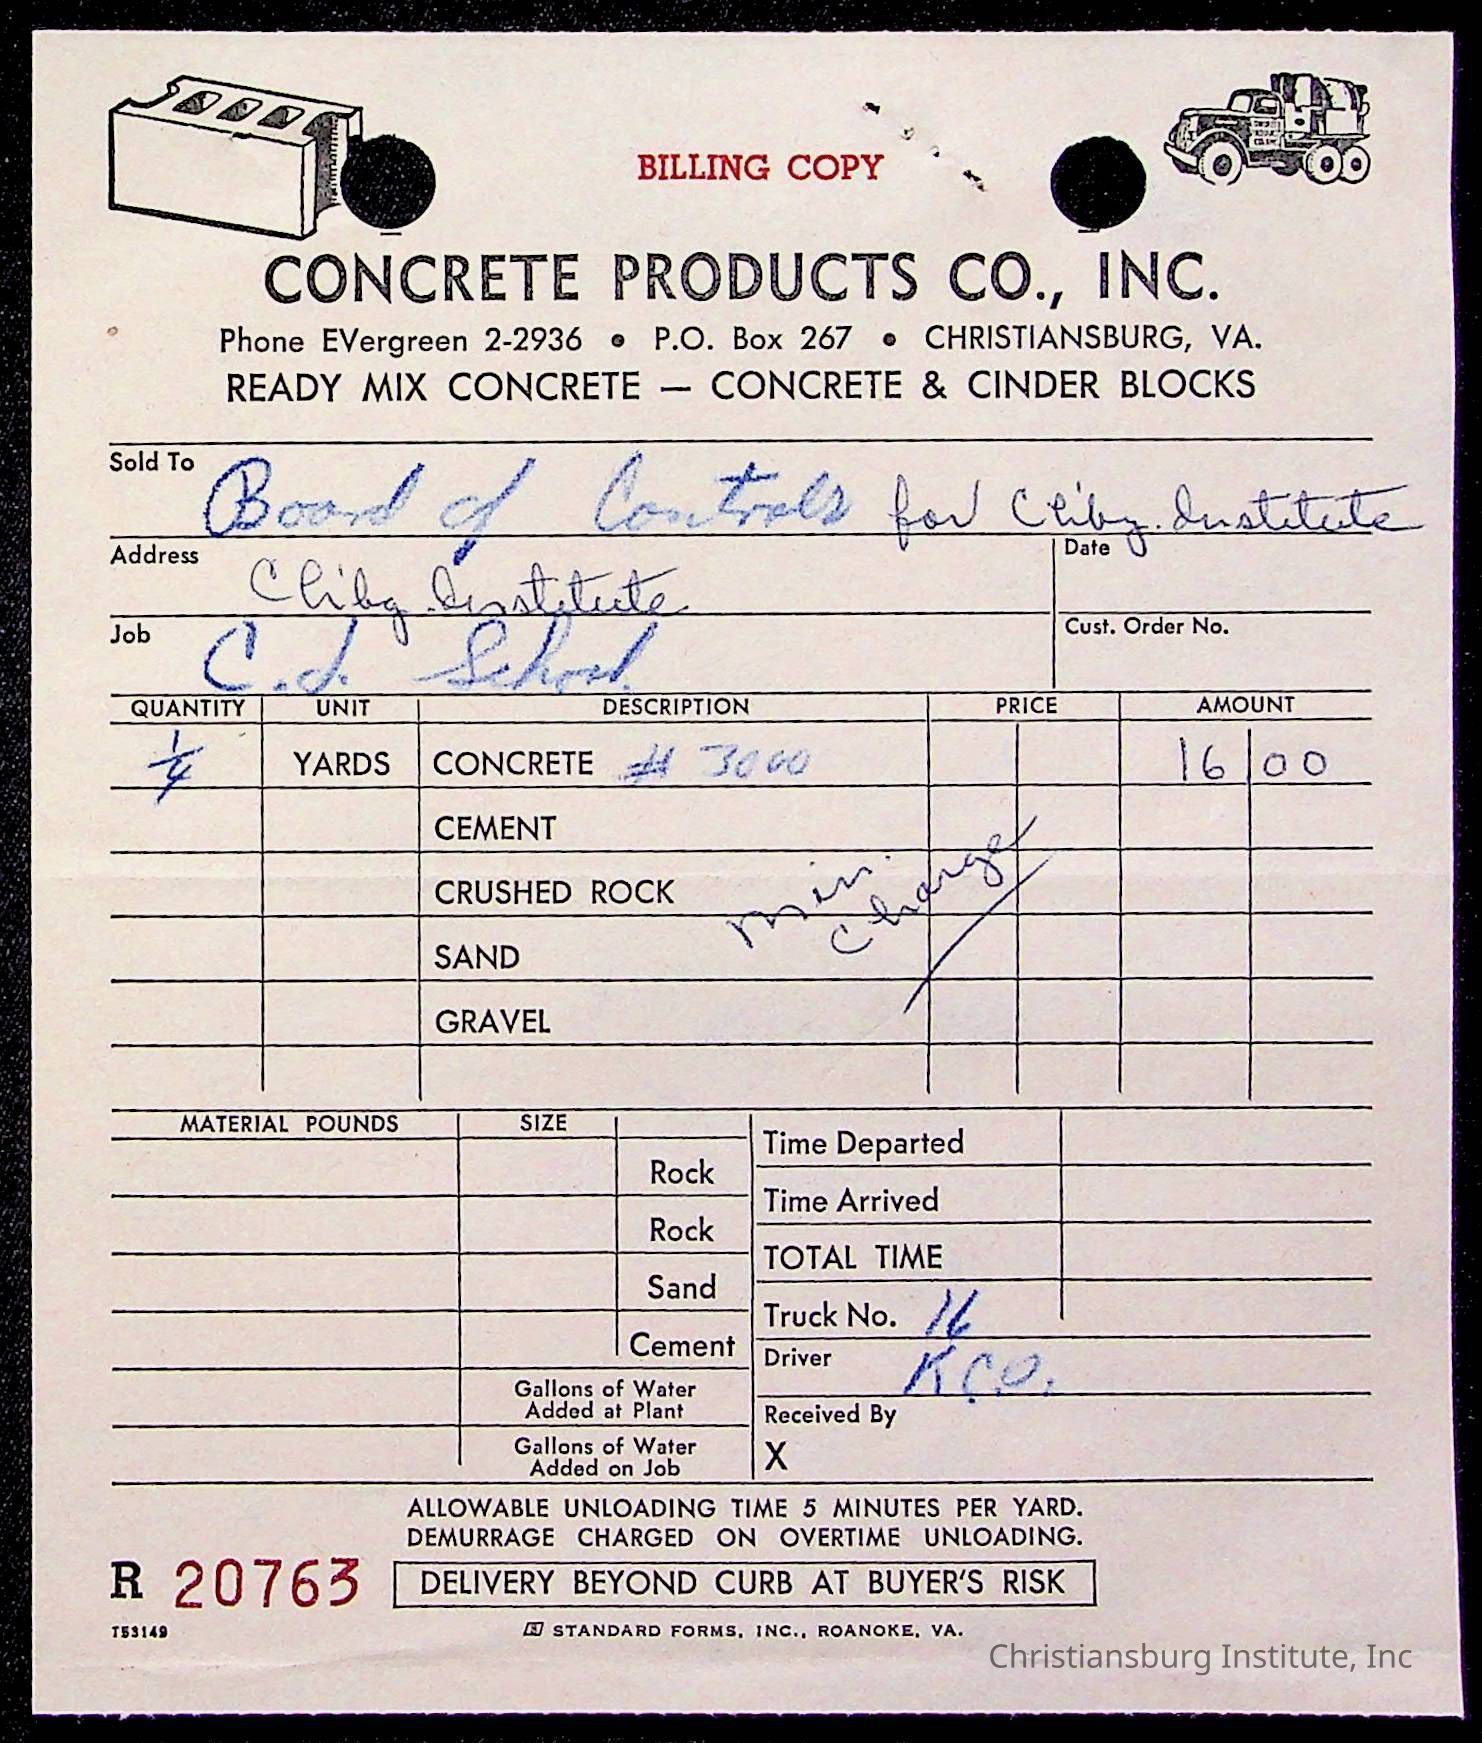 BILLING COPY
CONCRETE PRODUCTS CO., INC.
Phone EVergreen 2-2936 • P.O. Box 267 • CHRISTIANSBURG, VA.
READY MIX CONCRETE — CONCRETE & CINDER BLOCKS
Sold To Board of Controls for Chbg. Institute
Address Chbg. Institute
Date
Job C.I. School
Cust. Order No.
QUANTITY UNIT DESCRIPTION PRICE AMOUNT
1/4 YARDS CONCRETE # 3000 16 00
CEMENT
CRUSHED ROCK
min.
charge
SAND
GRAVEL
MATERIAL POUNDS SIZE
Rock
Rock
Sand
Cement
Gallons of Water
Added at Plant
Gallons of Water
Added on Job
Time Departed
Time Arrived
TOTAL TIME
Truck No. 16
Driver K.C.O.
Received By
X
ALLOWABLE UNLOADING TIME 5 MINUTES PER YARD.
DEMURRAGE CHARGED ON OVERTIME UNLOADING.
R 20763 DELIVERY BEYOND CURB AT BUYER'S RISK
T53149 STANDARD FORMS, INC., ROANOKE, VA.
Christiansburg Institute, Inc